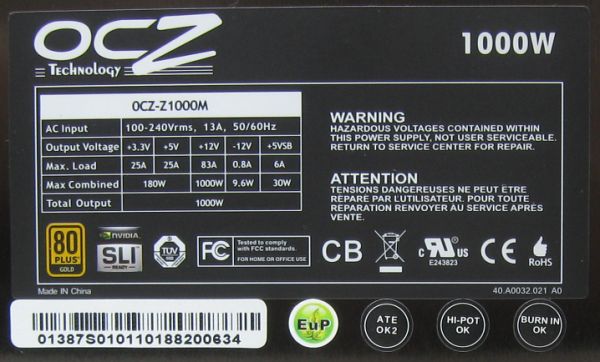 OCZ
Technology
1000W
OCZ-Z1000M
AC Input 100-240Vrms, 13A, 50/60Hz
Output Voltage +3.3V +5V +12V -12V +5VSB
Max. Load 25A 25A 83A 0.8A 6A
Max Combined 180W 1000W 9.6W 30W
Total Output 1000W
WARNING
HAZARDOUS VOLTAGES CONTAINED WITHIN
THIS POWER SUPPLY, NOT USER SERVICEABLE.
RETURN TO SERVICE CENTER FOR REPAIR.
ATTENTION
TENSIONS DANGEREUSES NE PEUT ÊTRE
REPARA PAR L'UTILISATEUR. POUR TOUTE
REPARATION RENVOYER AU SERVICE APRÈS
VENTE.
80
PLUS
GOLD
NVIDIA
SLI
READY
TÜV
FC Tested to comply
with FCC standards
FOR HOME OR OFFICE USE
CB
c RU US
E243823
CE
RoHS
Made In China
40.A0032.021 A0
01387S010110188200634
EuP
ATE
OK2
HI-POT
OK
BURN IN
OK